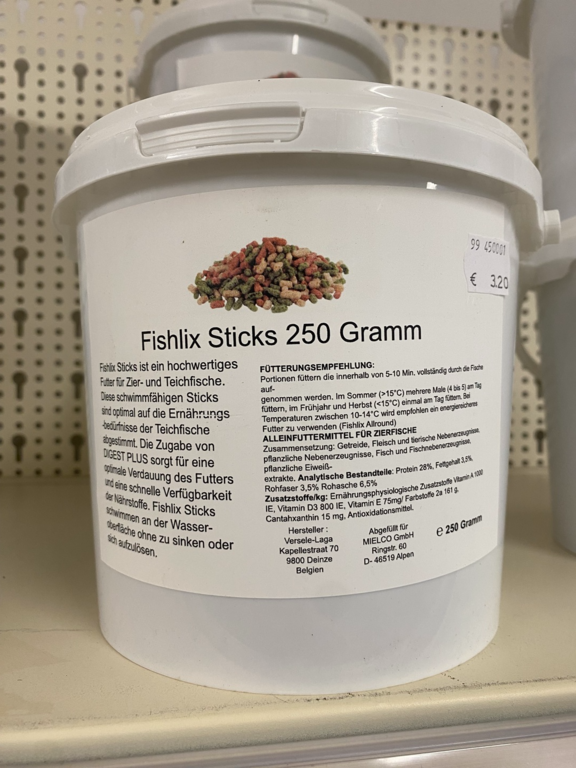 99 450001
€ 3.20
Fishlix Sticks 250 Gramm
Fishlix Sticks ist ein hochwertiges
Futter für Zier- und Teichfische.
Diese schwimmfähigen Sticks
sind optimal auf die Ernährungs-
-bedürfnisse der Teichfische
abgestimmt. Die Zugabe von
DIGEST PLUS sorgt für eine
optimale Verdauung des Futters
und eine schnelle Verfügbarkeit
der Nährstoffe. Fishlix Sticks
schwimmen an der Wasser-
oberfläche ohne zu sinken oder
sich aufzulösen.
FÜTTERUNGSEMPFEHLUNG:
Portionen füttern die innerhalb von 5-10 Min. vollständig durch die Fische
auf-
genommen werden. Im Sommer (>15°C) mehrere Male (4 bis 5) am Tag
füttern, im Frühjahr und Herbst (<15°C) einmal am Tag füttern. Bei
Temperaturen zwischen 10-14°C wird empfohlen ein energiereiches
Futter zu verwenden (Fishlix Allround)
ALLEINFUTTERMITTEL FÜR ZIERFISCHE
Zusammensetzung: Getreide, Fleisch und tierische Nebenerzeugnisse,
pflanzliche Nebenerzeugnisse, Fisch und Fischnebenerzeugnisse,
pflanzliche Eiweiß-
extrakte. Analytische Bestandteile: Protein 28%, Fettgehalt 3,5%,
Rohfaser 3,5% Rohasche 6,5%
Zusatzstoffe/kg: Ernährungsphysiologische Zusatzstoffe Vitamin A 1000
IE, Vitamin D3 800 IE, Vitamin E 75mg/ Farbstoffe 2a 161 g.
Cantahxanthin 15 mg, Antioxidationsmittel.
Hersteller :
Versele-Laga
Kapellestraat 70
9800 Deinze
Belgien
Abgefüllt für
MIELCO GmbH
Ringstr. 60
D- 46519 Alpen
e 250 Gramm